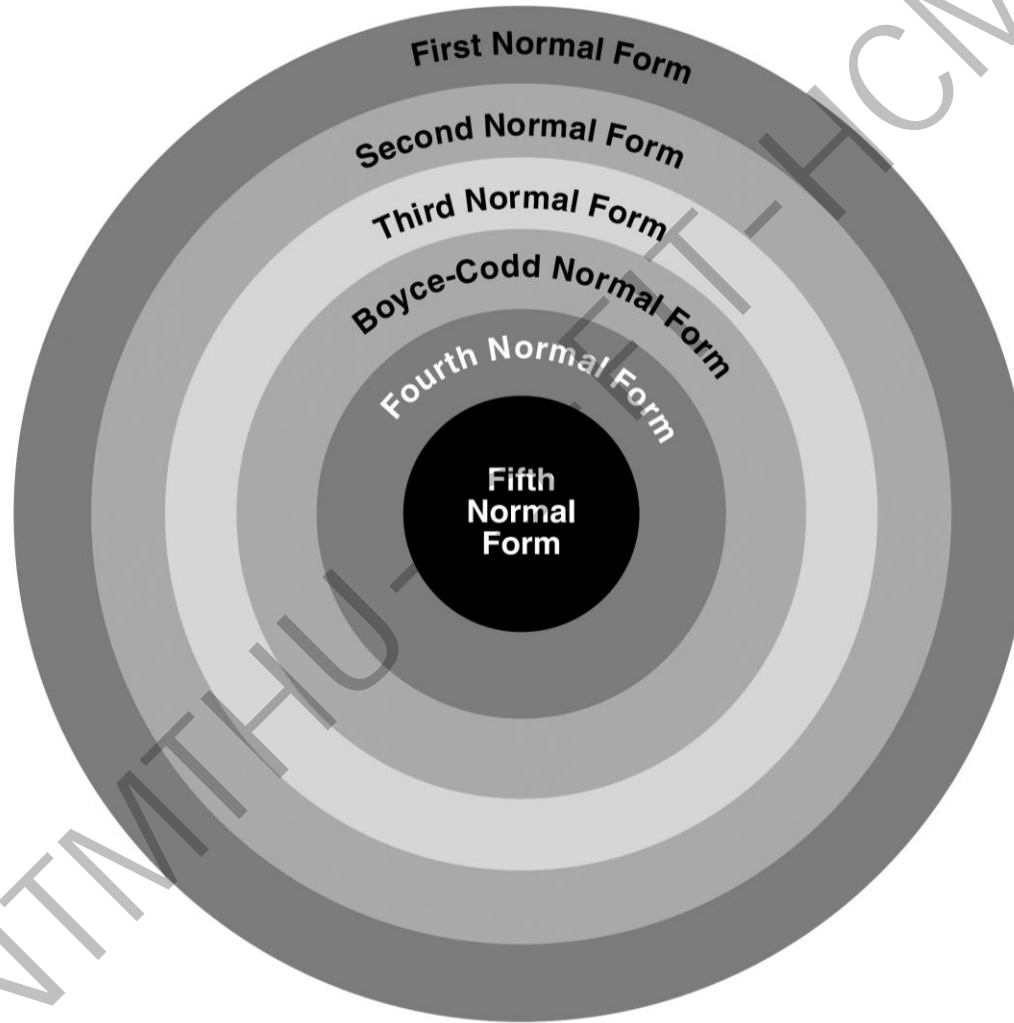 First Normal Form
Second Normal Form
Third Normal Form
Boyce-Codd Normal Form
Fourth Normal Form
Fifth
Normal
Form